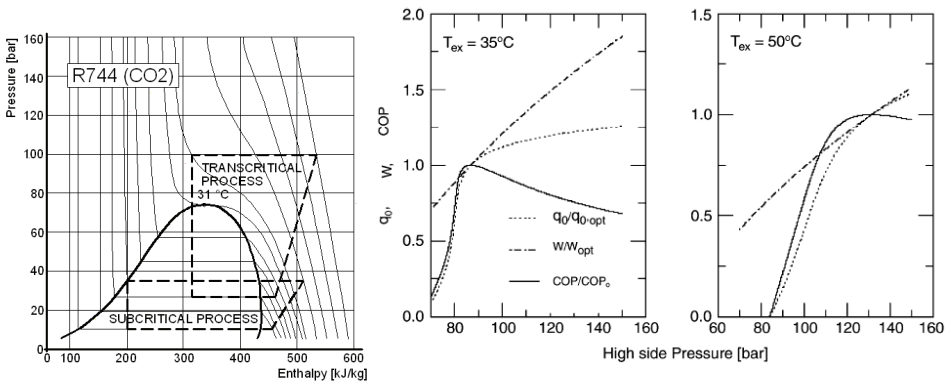 Pressure [bar]
160
140
120
100
80
60
40
20
0
R744 (CO2)
TRANSCRITICAL
PROCESS
31 °C
SUBCRITICAL PROCESS
0 100 200 300 400 500 600
Enthalpy [kJ/kg]
q₀, W, COP
2.0
1.5
1.0
0.5
0.0
Tex = 35°C
q₀/q₀.opt
W/Wopt
COP/COPₒ
60 80 100 120 140 160
1.5
1.0
0.5
0.0
Tex = 50°C
60 80 100 120 140 160
High side Pressure [bar]